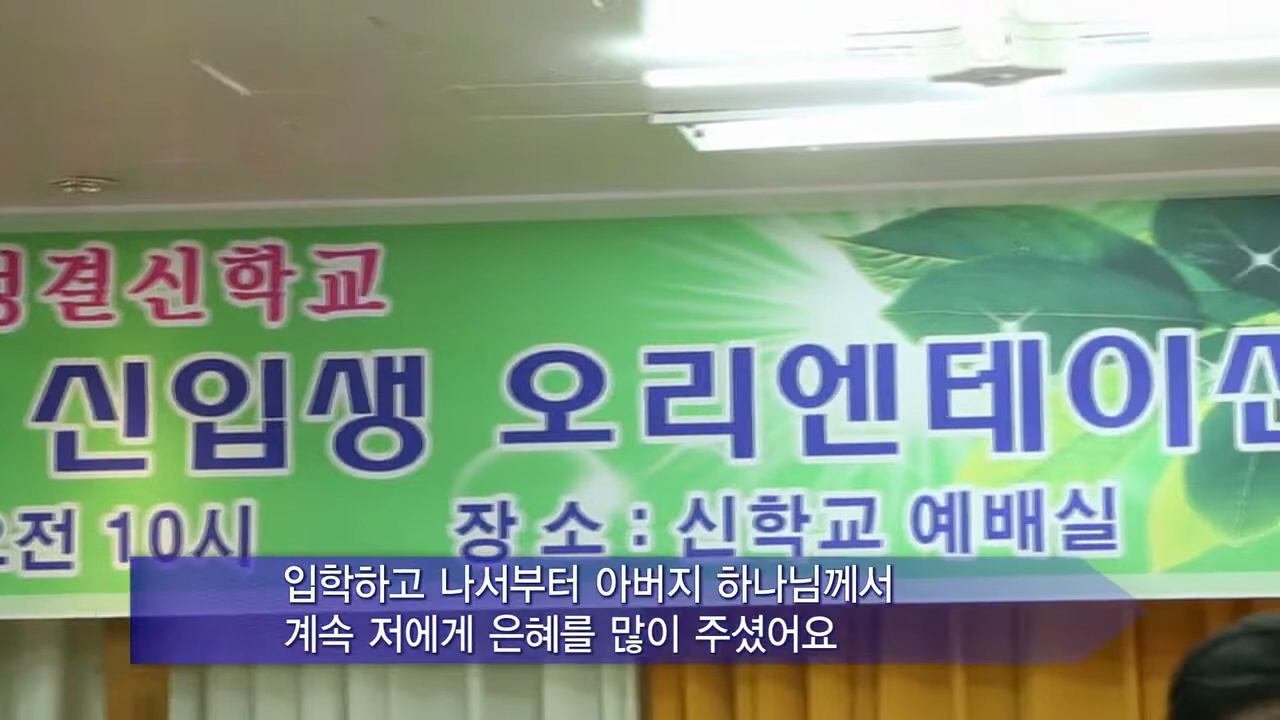 결신학교
신입생 오리엔테이션
오전 10시 장 소 : 신학교 예배실
입학하고 나서부터 아버지 하나님께서
계속 저에게 은혜를 많이 주셨어요